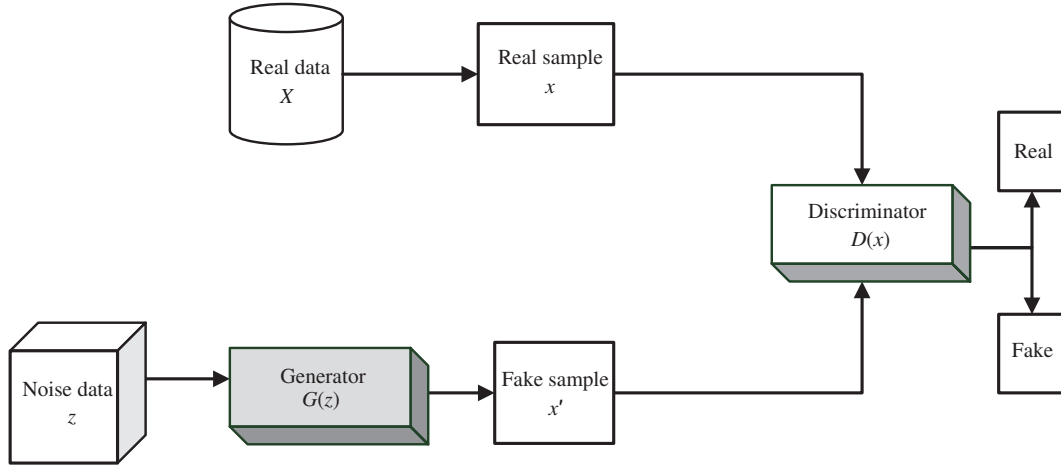 Real data
X
Real sample
x
Real
Discriminator
D(x)
Fake
Noise data
z
Generator
G(z)
Fake sample
x′